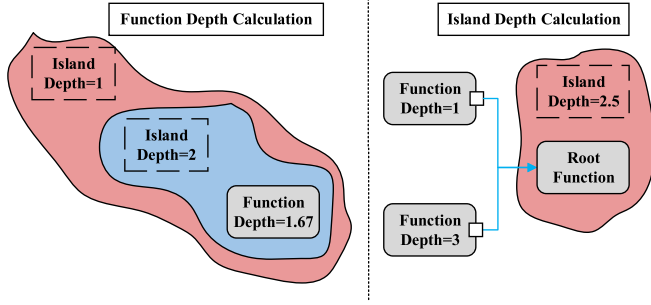 Function Depth Calculation
Island
Depth=1
Island
Depth=2
Function
Depth=1.67
Island Depth Calculation
Function
Depth=1
Island
Depth=2.5
Root
Function
Function
Depth=3